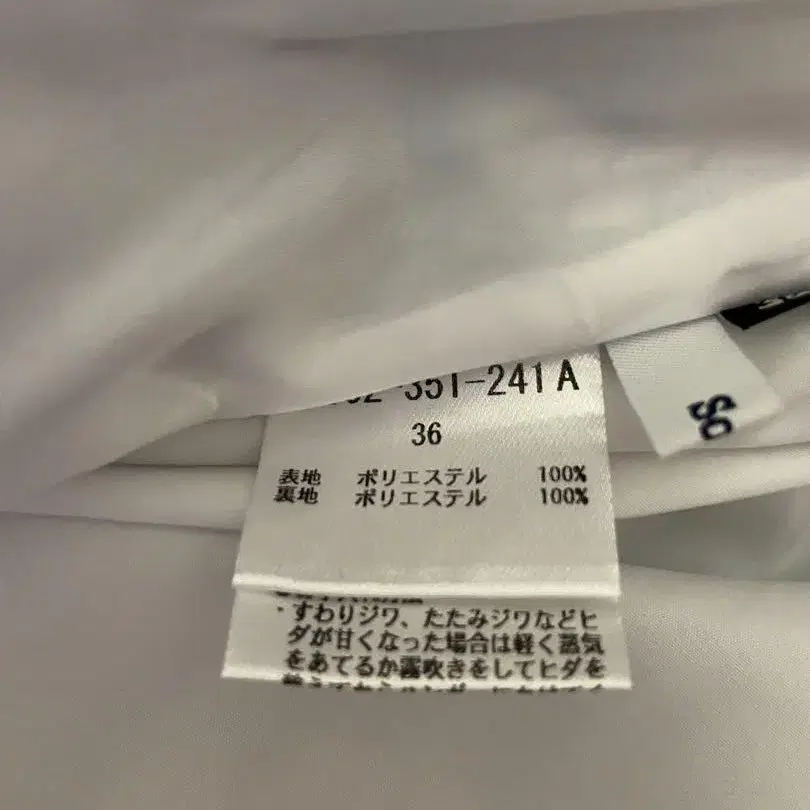 02-351-241A
36
表地 ポリエステル 100%
裏地 ポリエステル 100%
・すわりジワ、たたみジワなどヒ
ダが甘くなった場合は軽く蒸気
をあてるか霧吹きをしてヒダを